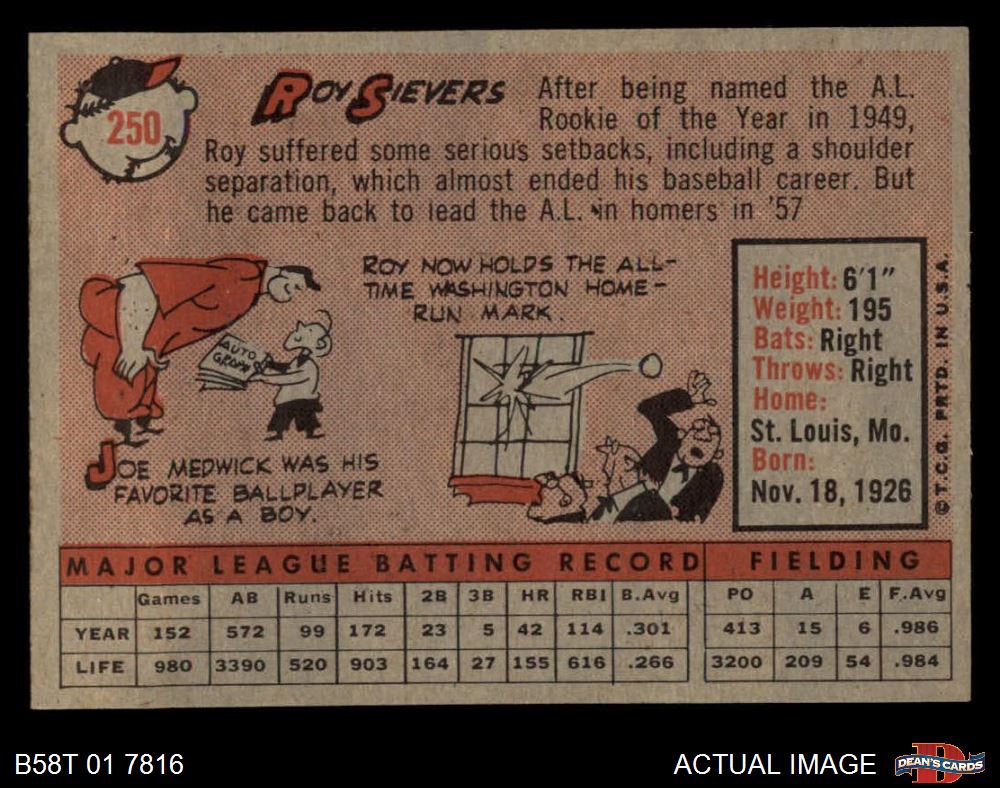 250
ROY SIEVERS
After being named the A.L.
Rookie of the Year in 1949,
Roy suffered some serious setbacks, including a shoulder
separation, which almost ended his baseball career. But
he came back to lead the A.L. in homers in '57
AUTO
GRAPH
JOE MEDWICK WAS HIS
FAVORITE BALLPLAYER
AS A BOY.
ROY NOW HOLDS THE ALL-
TIME WASHINGTON HOME-
RUN MARK.
Height: 6'1"
Weight: 195
Bats: Right
Throws: Right
Home:
St. Louis, Mo.
Born:
Nov. 18, 1926
© T.C.G. PRTD. IN U.S.A.
MAJOR LEAGUE BATTING RECORD FIELDING
Games AB Runs Hits 2B 3B HR RBI B.Avg PO A E F.Avg
YEAR 152 572 99 172 23 5 42 114 .301 413 15 6 .986
LIFE 980 3390 520 903 164 27 155 616 .266 3200 209 54 .984
B58T 01 7816 ACTUAL IMAGE
D
DEAN'S CARDS